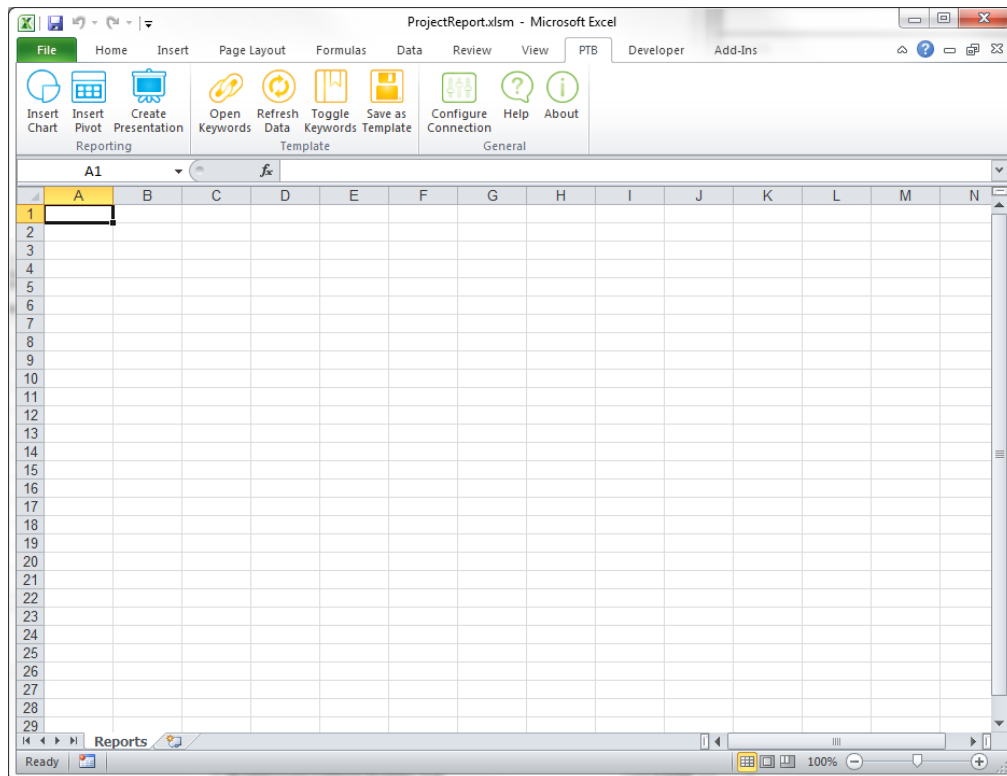 ProjectReport.xlsm - Microsoft Excel
File Home Insert Page Layout Formulas Data Review View PTB Developer Add-Ins
Insert Chart
Insert Pivot
Create Presentation
Reporting
Open Keywords
Refresh Data
Toggle Keywords
Save as Template
Template
Configure Connection
Help
About
General
A1 fx
A B C D E F G H I J K L M N
1
2
3
4
5
6
7
8
9
10
11
12
13
14
15
16
17
18
19
20
21
22
23
24
25
26
27
28
29
Reports
Ready 100%